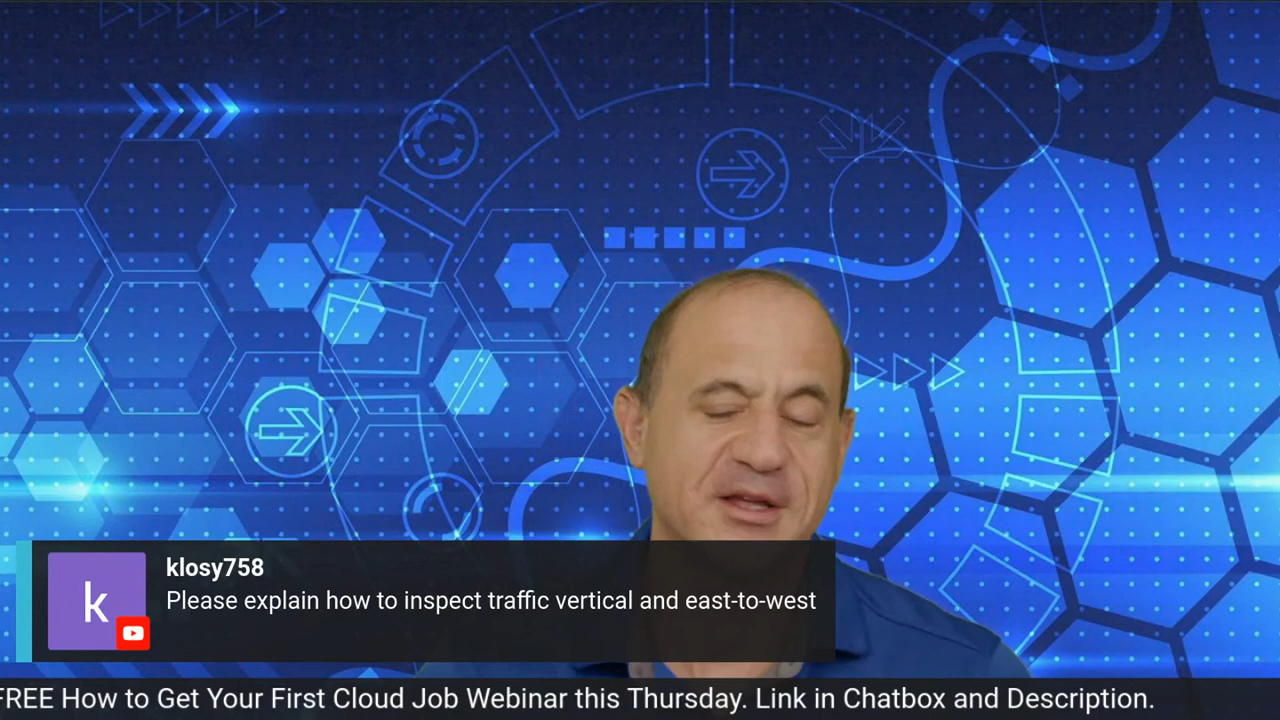 klosy758
k
Please explain how to inspect traffic vertical and east-to-west
FREE How to Get Your First Cloud Job Webinar this Thursday. Link in Chatbox and Description.